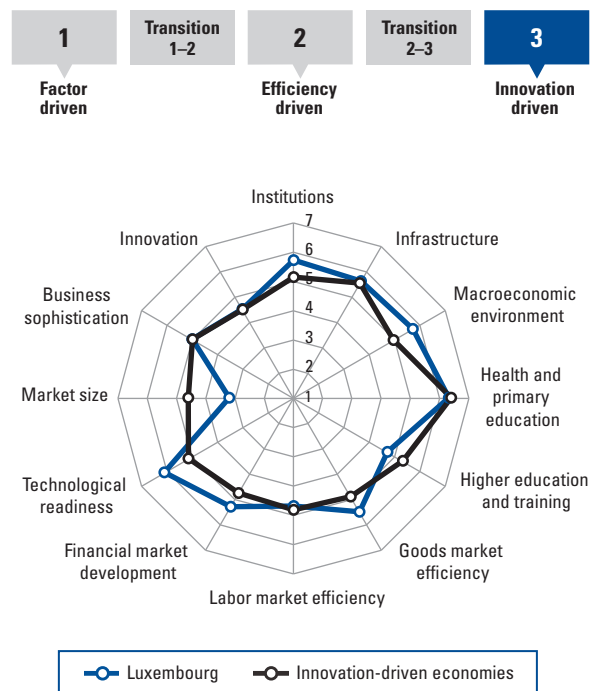 1
Transition
1–2
2
Transition
2–3
3
Factor
driven
Efficiency
driven
Innovation
driven
Institutions
7
Innovation
Infrastructure
6
5
Business
sophistication
Macroeconomic
environment
4
3
2
Market size
1
Health and
primary
education
Technological
readiness
Higher education
and training
Financial market
development
Goods market
efficiency
Labor market efficiency
Luxembourg
Innovation-driven economies